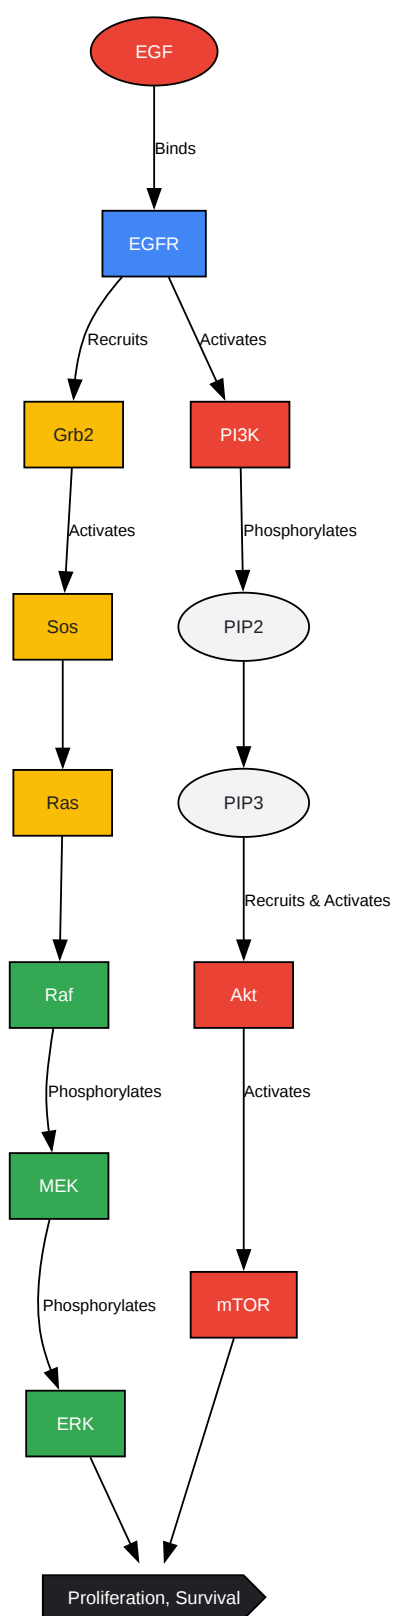 EGF
Binds
EGFR
Recruits
Activates
Grb2
PI3K
Activates
Phosphorylates
Sos
PIP2
Ras
PIP3
Recruits & Activates
Raf
Akt
Phosphorylates
Activates
MEK
Phosphorylates
mTOR
ERK
Proliferation, Survival